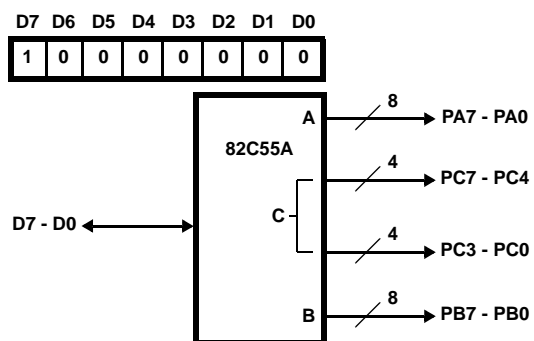 D7 D6 D5 D4 D3 D2 D1 D0
1 0 0 0 0 0 0 0
8
A PA7 - PA0
82C55A
4
PC7 - PC4
C
D7 - D0
4
PC3 - PC0
8
B PB7 - PB0